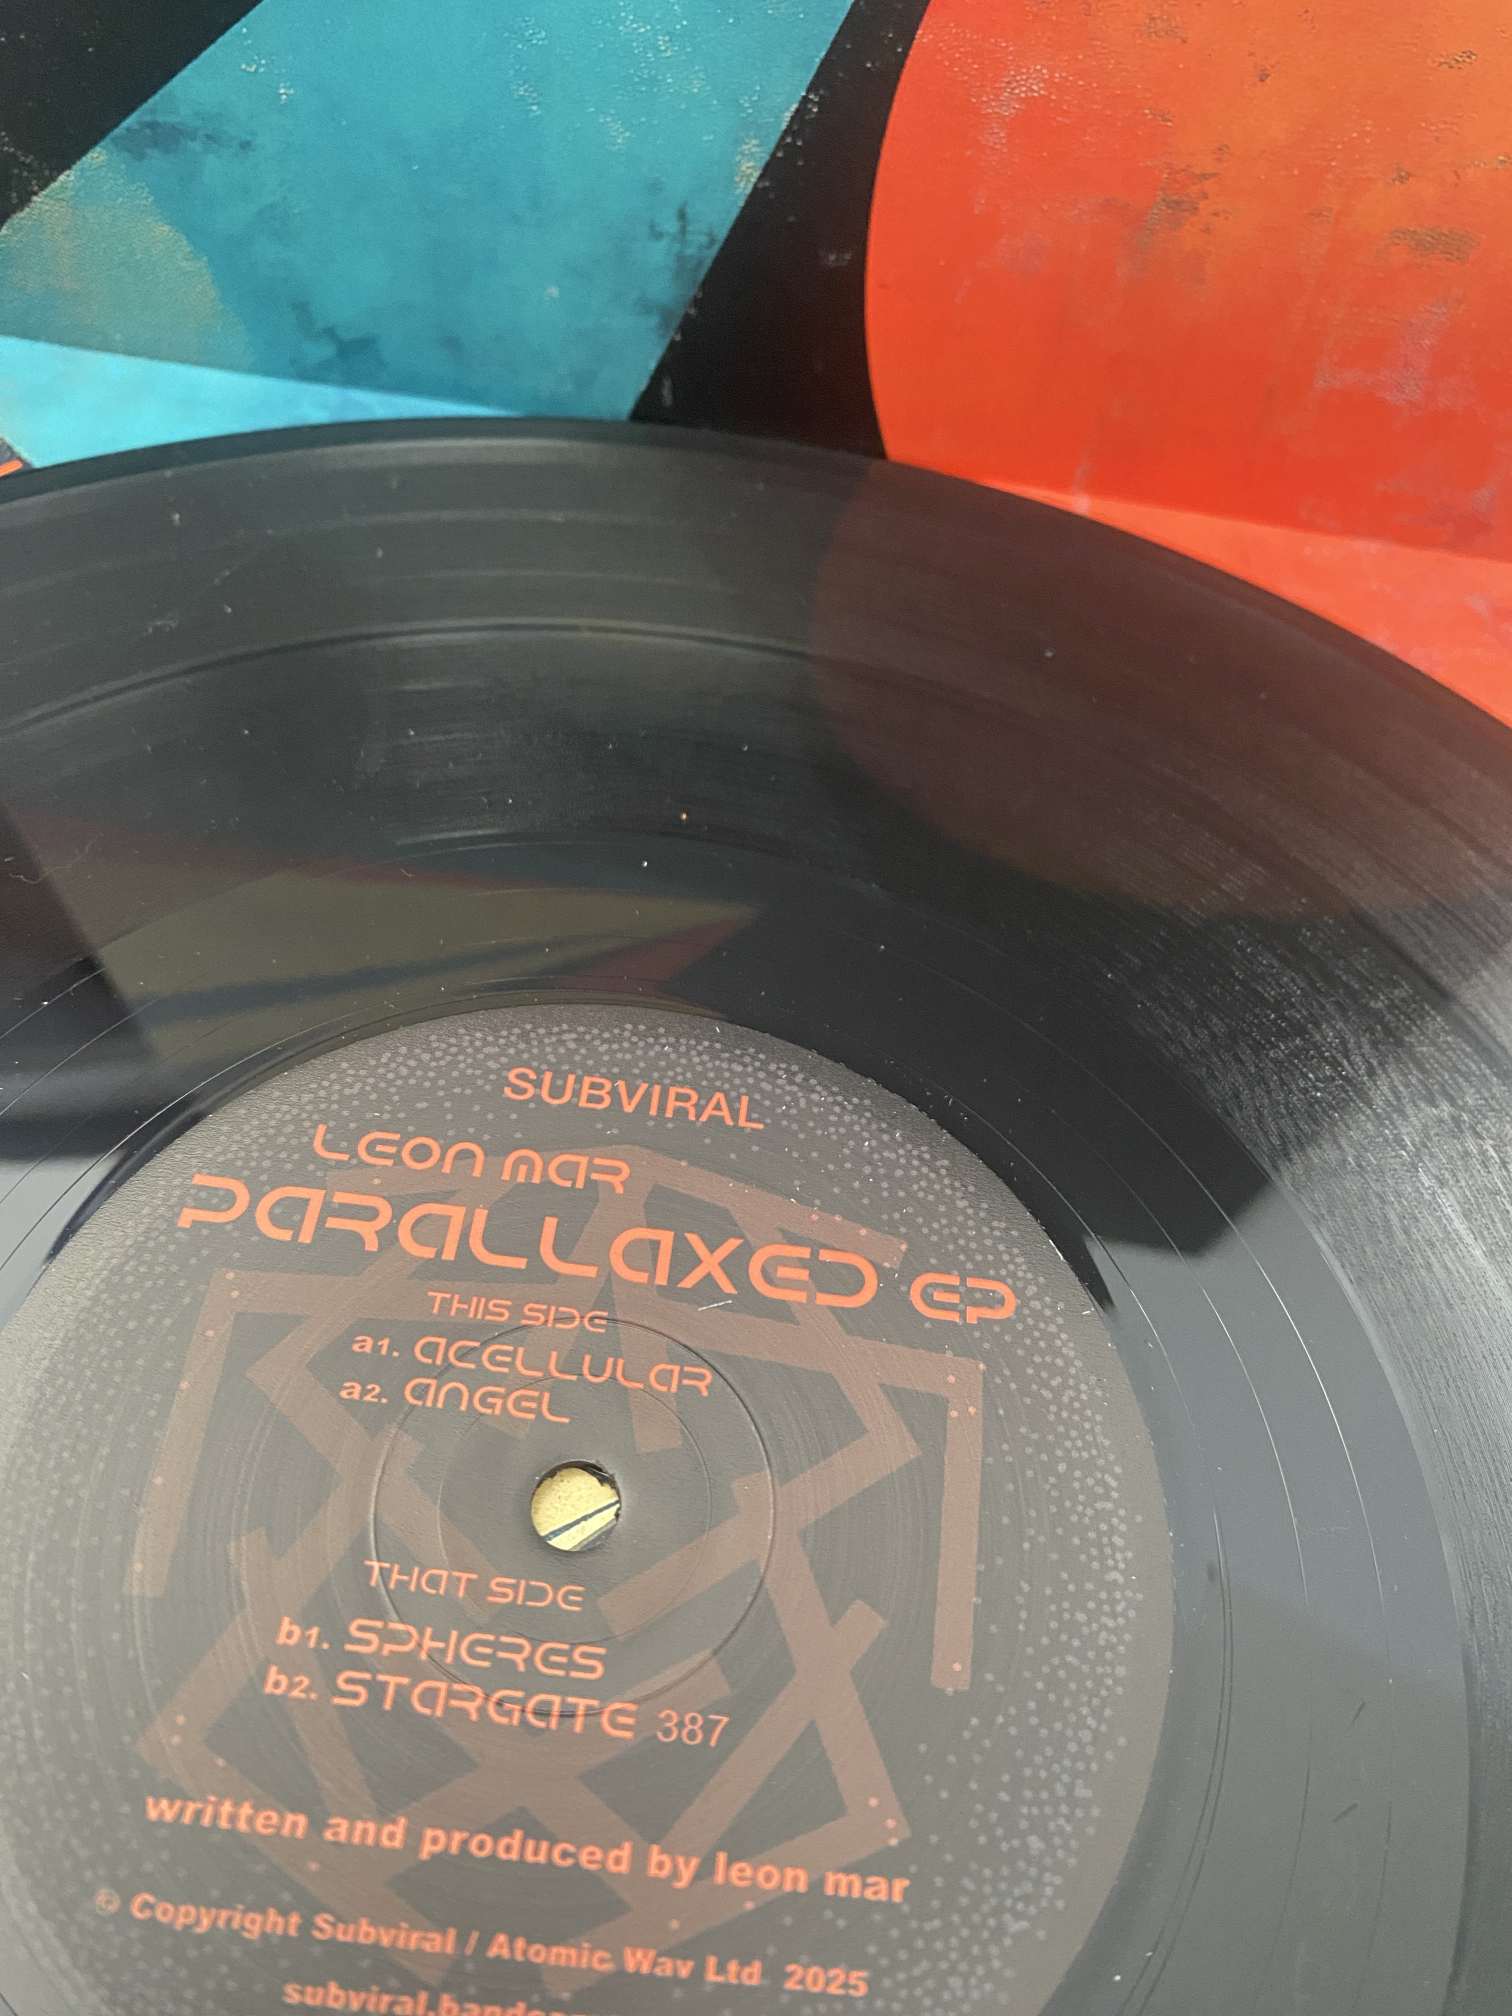 SUBVIRAL
LEON MAR
PARALLAXED EP
THIS SIDE
a1. ACELLULAR
a2. ANGEL
THAT SIDE
b1. SPHERES
b2. STARGATE 387
written and produced by leon mar
© Copyright Subviral / Atomic Wav Ltd 2025